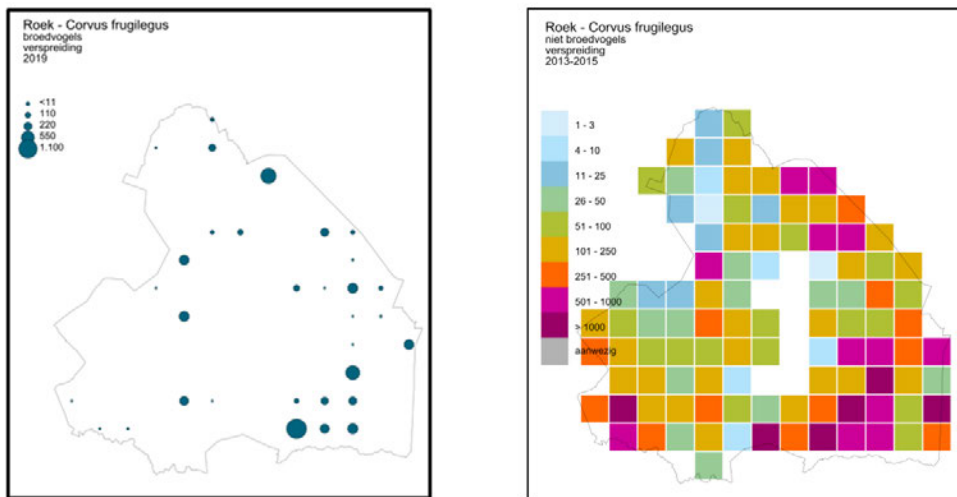 Roek - Corvus frugilegus
broedvogels
verspreiding
2019
<11
110
220
550
1.100
Roek - Corvus frugilegus
niet broedvogels
verspreiding
2013-2015
1 - 3
4 - 10
11 - 25
26 - 50
51 - 100
101 - 250
251 - 500
501 - 1000
> 1000
aanwezig